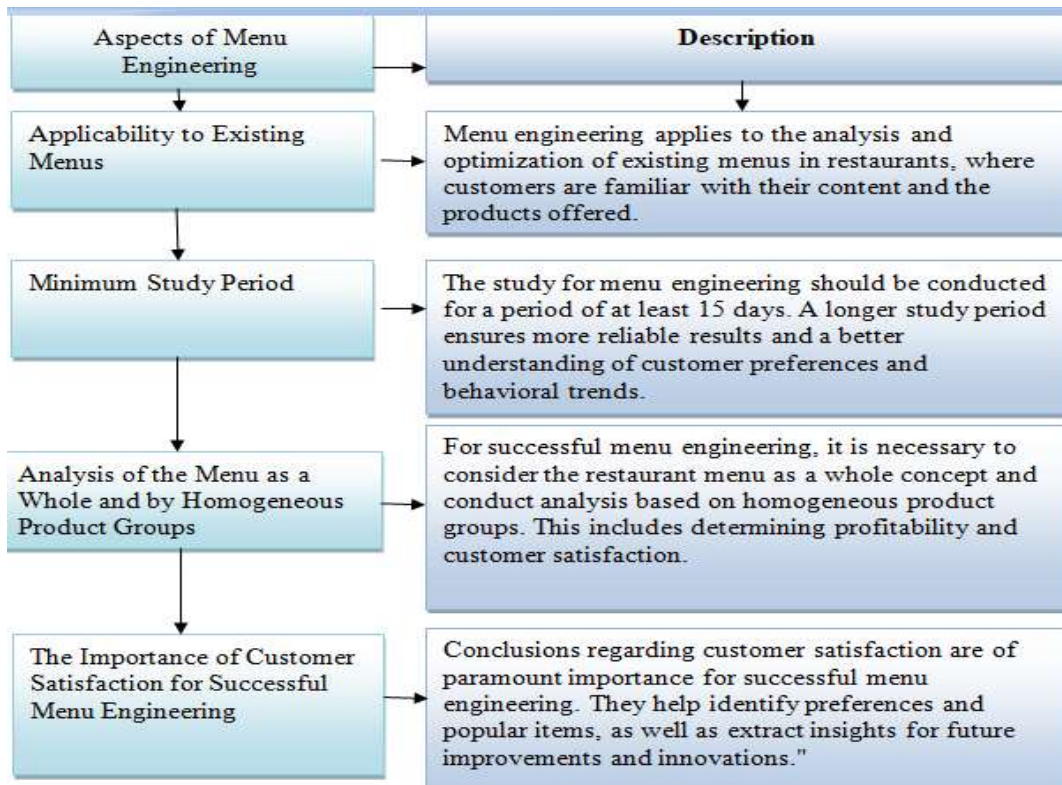 Aspects of Menu
Engineering
Description
Applicability to Existing
Menus
Menu engineering applies to the analysis and
optimization of existing menus in restaurants, where
customers are familiar with their content and the
products offered.
Minimum Study Period
The study for menu engineering should be conducted
for a period of at least 15 days. A longer study period
ensures more reliable results and a better
understanding of customer preferences and
behavioral trends.
Analysis of the Menu as a
Whole and by Homogeneous
Product Groups
For successful menu engineering, it is necessary to
consider the restaurant menu as a whole concept and
conduct analysis based on homogeneous product
groups. This includes determining profitability and
customer satisfaction.
The Importance of Customer
Satisfaction for Successful
Menu Engineering
Conclusions regarding customer satisfaction are of
paramount importance for successful menu
engineering. They help identify preferences and
popular items, as well as extract insights for future
improvements and innovations."